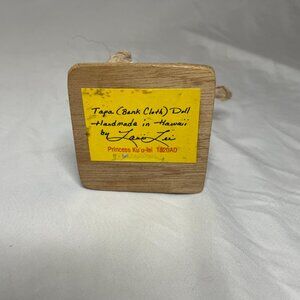 Tapa (Bark Cloth) Doll
Handmade in Hawaii
by Lani Lei
Princess Ku'u-lei 1820AD